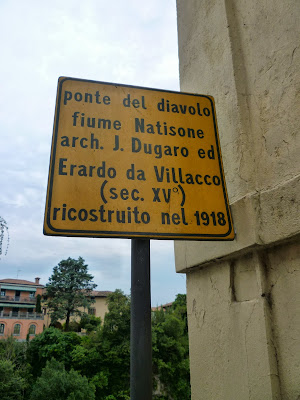 ponte del diavolo
fiume Natisone
arch. J. Dugaro ed
Erardo da Villacco
(sec. XV°)
ricostruito nel 1918